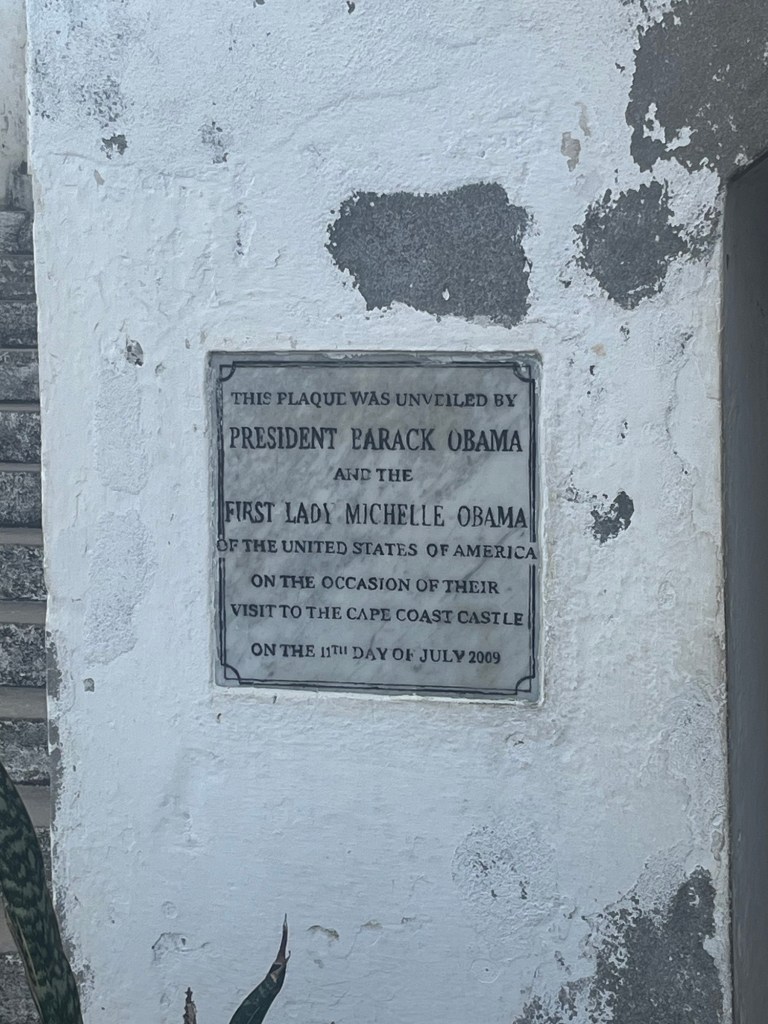 THIS PLAQUE WAS UNVEILED BY
PRESIDENT BARACK OBAMA
AND THE
FIRST LADY MICHELLE OBAMA
OF THE UNITED STATES OF AMERICA
ON THE OCCASION OF THEIR
VISIT TO THE CAPE COAST CASTLE
ON THE 11TH DAY OF JULY 2009